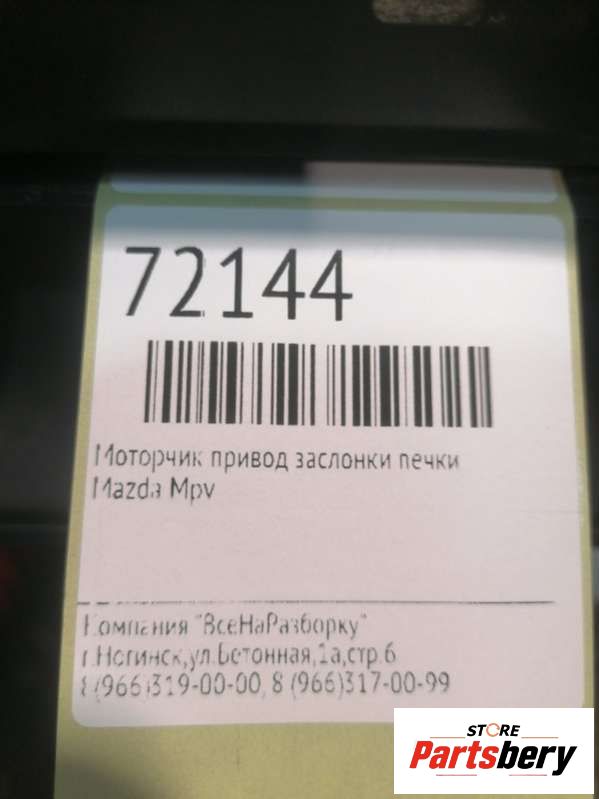 72144
Моторчик привод заслонки печки
Mazda Mpv
Компания "ВсеНаРазборку"
г.Ногинск,ул.Бетонная,1а,стр.6
8(966)319-00-00, 8 (966)317-00-99
STORE
Partsbery